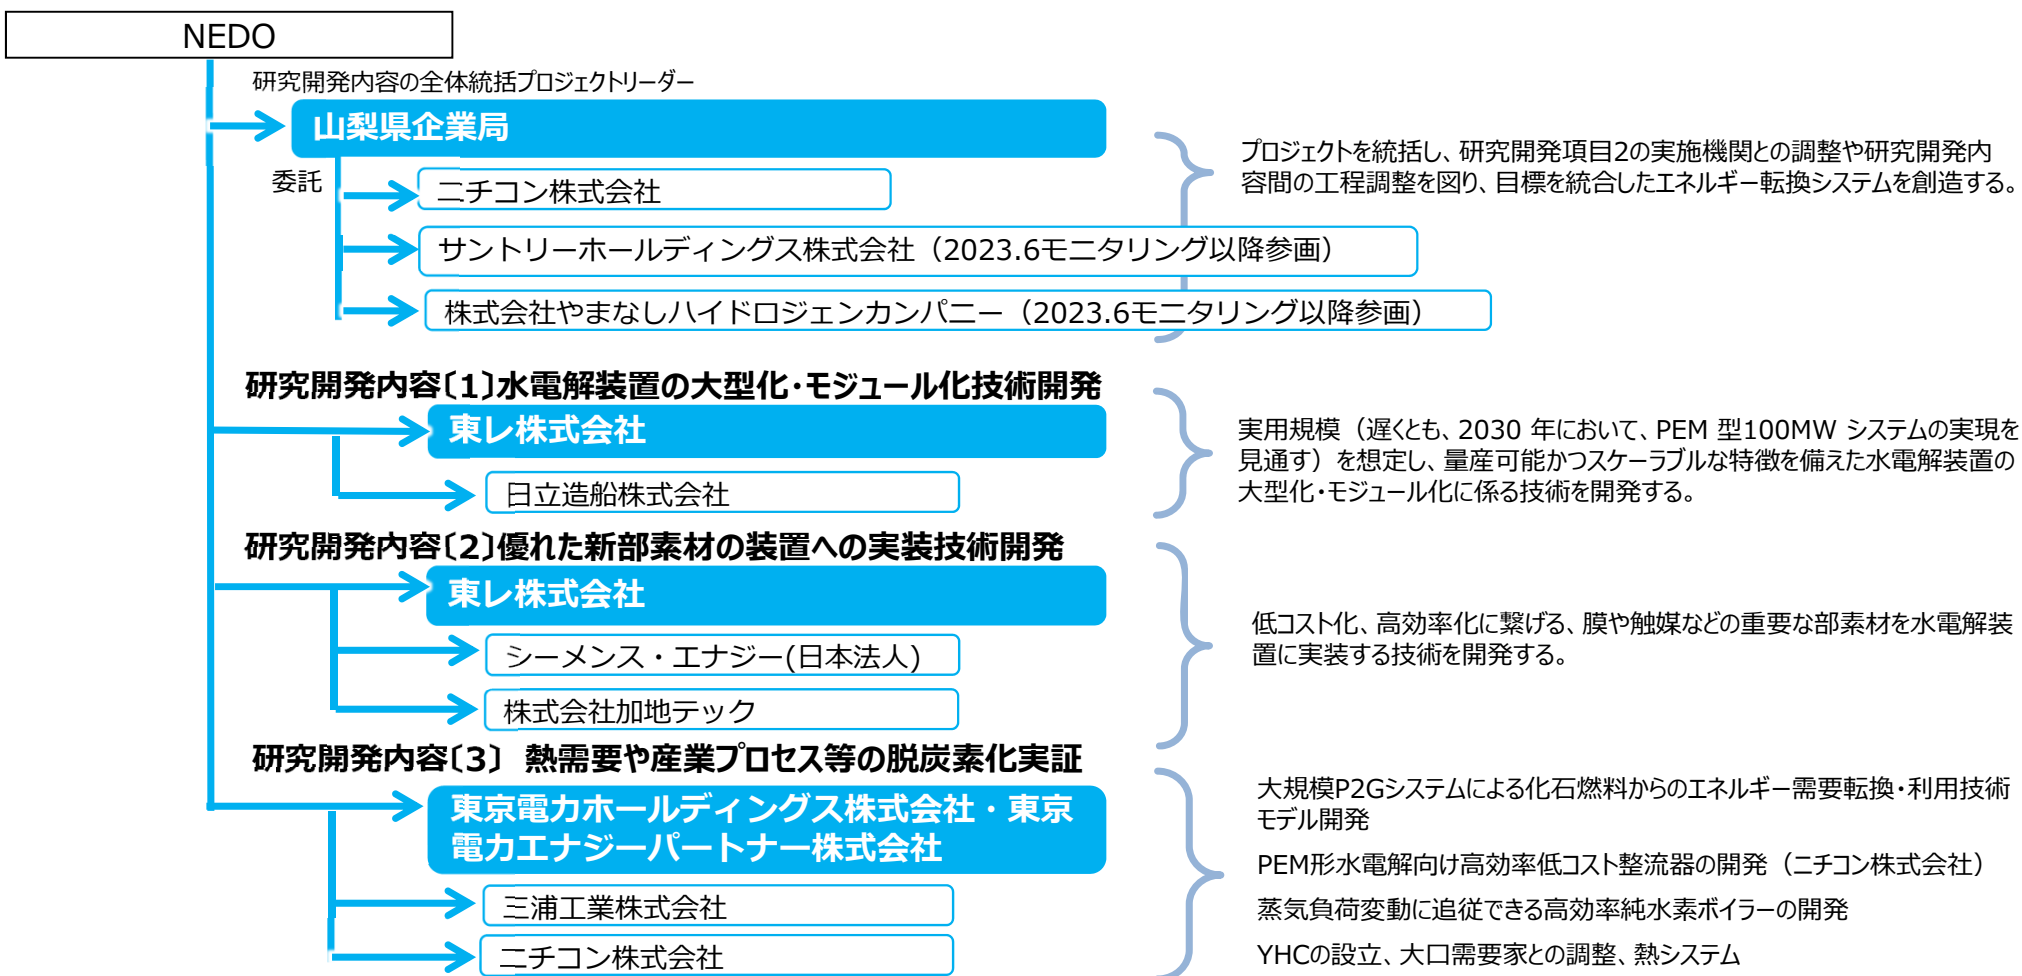 NEDO
研究開発内容の全体統括プロジェクトリーダー
山梨県企業局
委託
ニチコン株式会社
サントリーホールディングス株式会社（2023.6モニタリング以降参画）
株式会社やまなしハイドロジェンカンパニー（2023.6モニタリング以降参画）
プロジェクトを統括し、研究開発項目2の実施機関との調整や研究開発内
容間の工程調整を図り、目標を統合したエネルギー転換システムを創造する。
研究開発内容〔1〕水電解装置の大型化・モジュール化技術開発
東レ株式会社
日立造船株式会社
実用規模（遅くとも、2030 年において、PEM 型100MW システムの実現を
見通す）を想定し、量産可能かつスケーラブルな特徴を備えた水電解装置の
大型化・モジュール化に係る技術を開発する。
研究開発内容〔2〕優れた新部素材の装置への実装技術開発
東レ株式会社
シーメンス・エナジー(日本法人)
株式会社加地テック
低コスト化、高効率化に繋げる、膜や触媒などの重要な部素材を水電解装
置に実装する技術を開発する。
研究開発内容〔3〕 熱需要や産業プロセス等の脱炭素化実証
東京電力ホールディングス株式会社・東京
電力エナジーパートナー株式会社
三浦工業株式会社
ニチコン株式会社
大規模P2Gシステムによる化石燃料からのエネルギー需要転換・利用技術
モデル開発
PEM形水電解向け高効率低コスト整流器の開発（ニチコン株式会社）
蒸気負荷変動に追従できる高効率純水素ボイラーの開発
YHCの設立、大口需要家との調整、熱システム